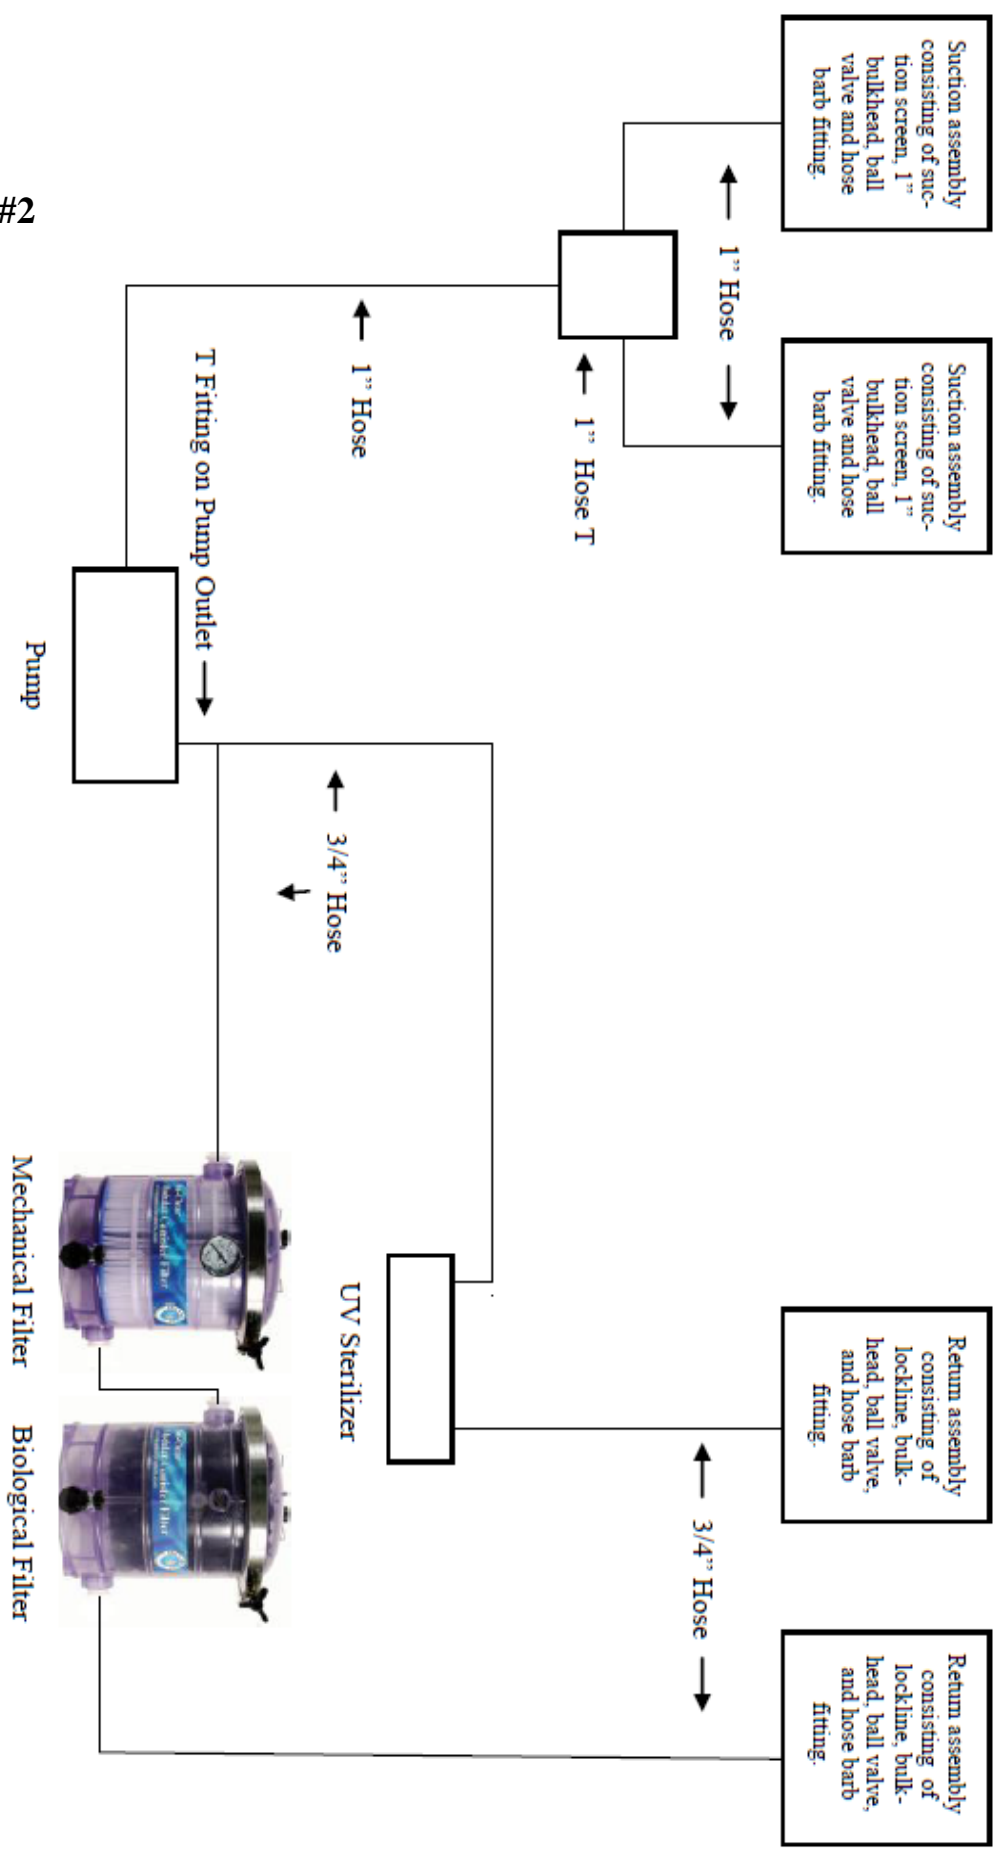 #2
Suction assembly
consisting of suc-
tion screen, 1”
bulkhead, ball
valve and hose
barb fitting.
Suction assembly
consisting of suc-
tion screen, 1”
bulkhead, ball
valve and hose
barb fitting.
Return assembly
consisting of
lockline, bulk-
head, ball valve,
and hose barb
fitting.
Return assembly
consisting of
lockline, bulk-
head, ball valve,
and hose barb
fitting.
1” Hose
3/4” Hose
1” Hose T
1” Hose
3/4” Hose
UV Sterilizer
T Fitting on Pump Outlet
Pump
Mechanical Filter
Biological Filter
Canister Filter
Canister Filter